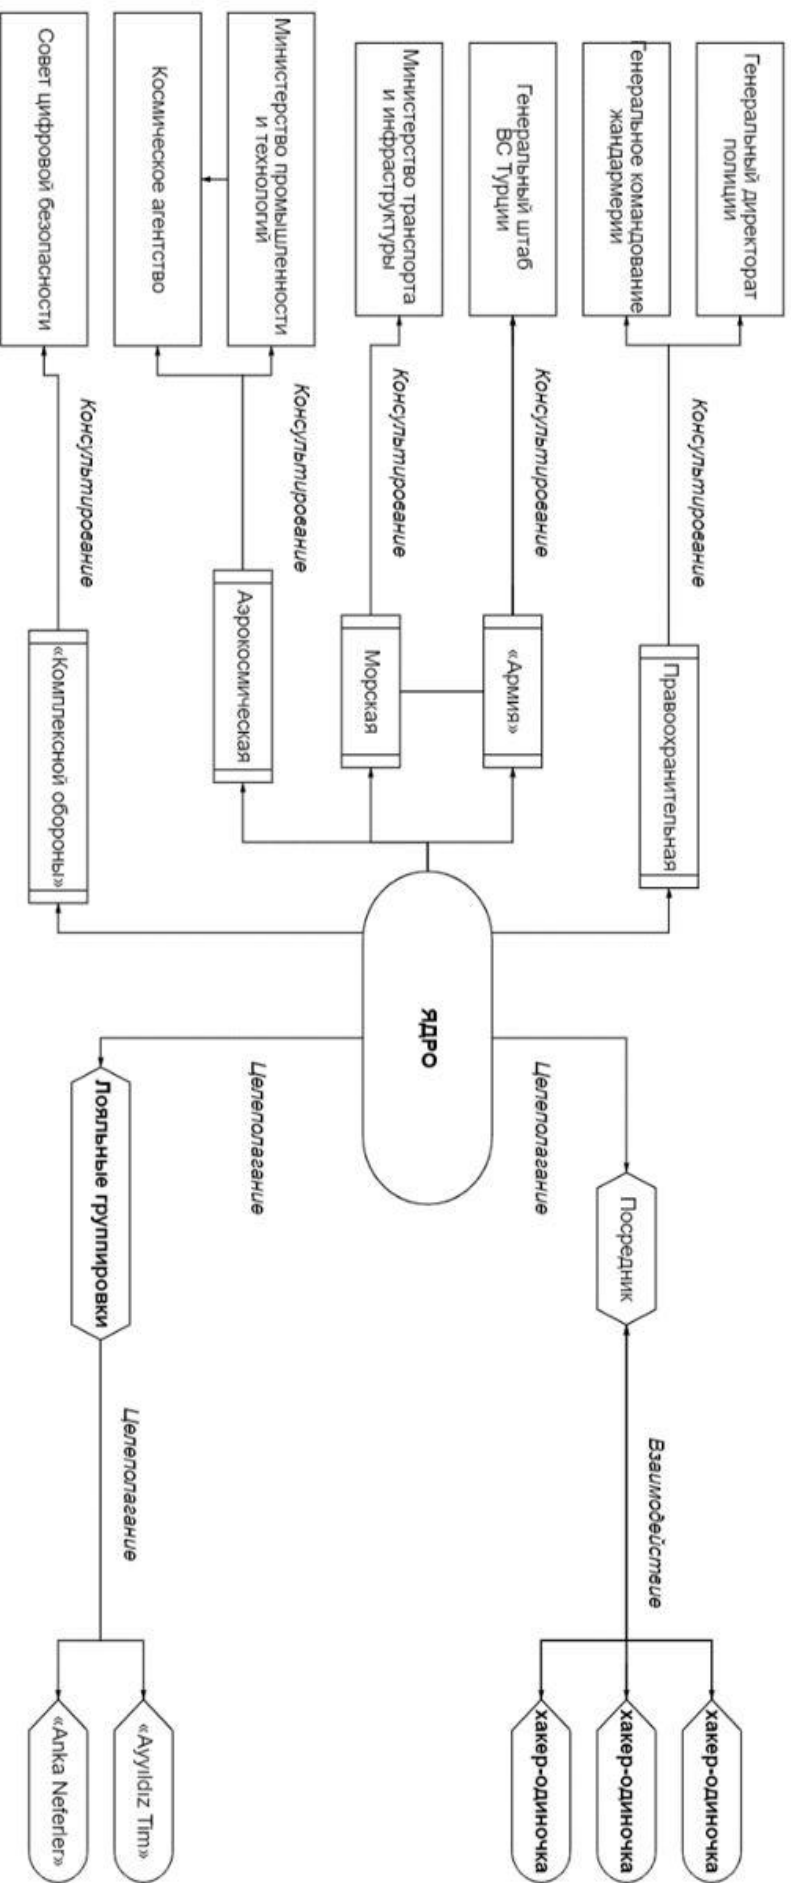 Генеральный директорат
полиции
Генеральное командование
жандармерии
Генеральный штаб
ВС Турции
Министерство транспорта
и инфраструктуры
Министерство промышленности
и технологий
Космическое агентство
Совет цифровой безопасности
Консультирование
Консультирование
Консультирование
Консультирование
Консультирование
Правоохранительная
«Армия»
Морская
Аэрокосмическая
«Комплексной обороны»
ЯДРО
Целеполагание
Целеполагание
Посредник
Лояльные группировки
Взаимодействие
Целеполагание
хакер-одиночка
хакер-одиночка
хакер-одиночка
«Ayyıldız Tim»
«Anka Neferler»